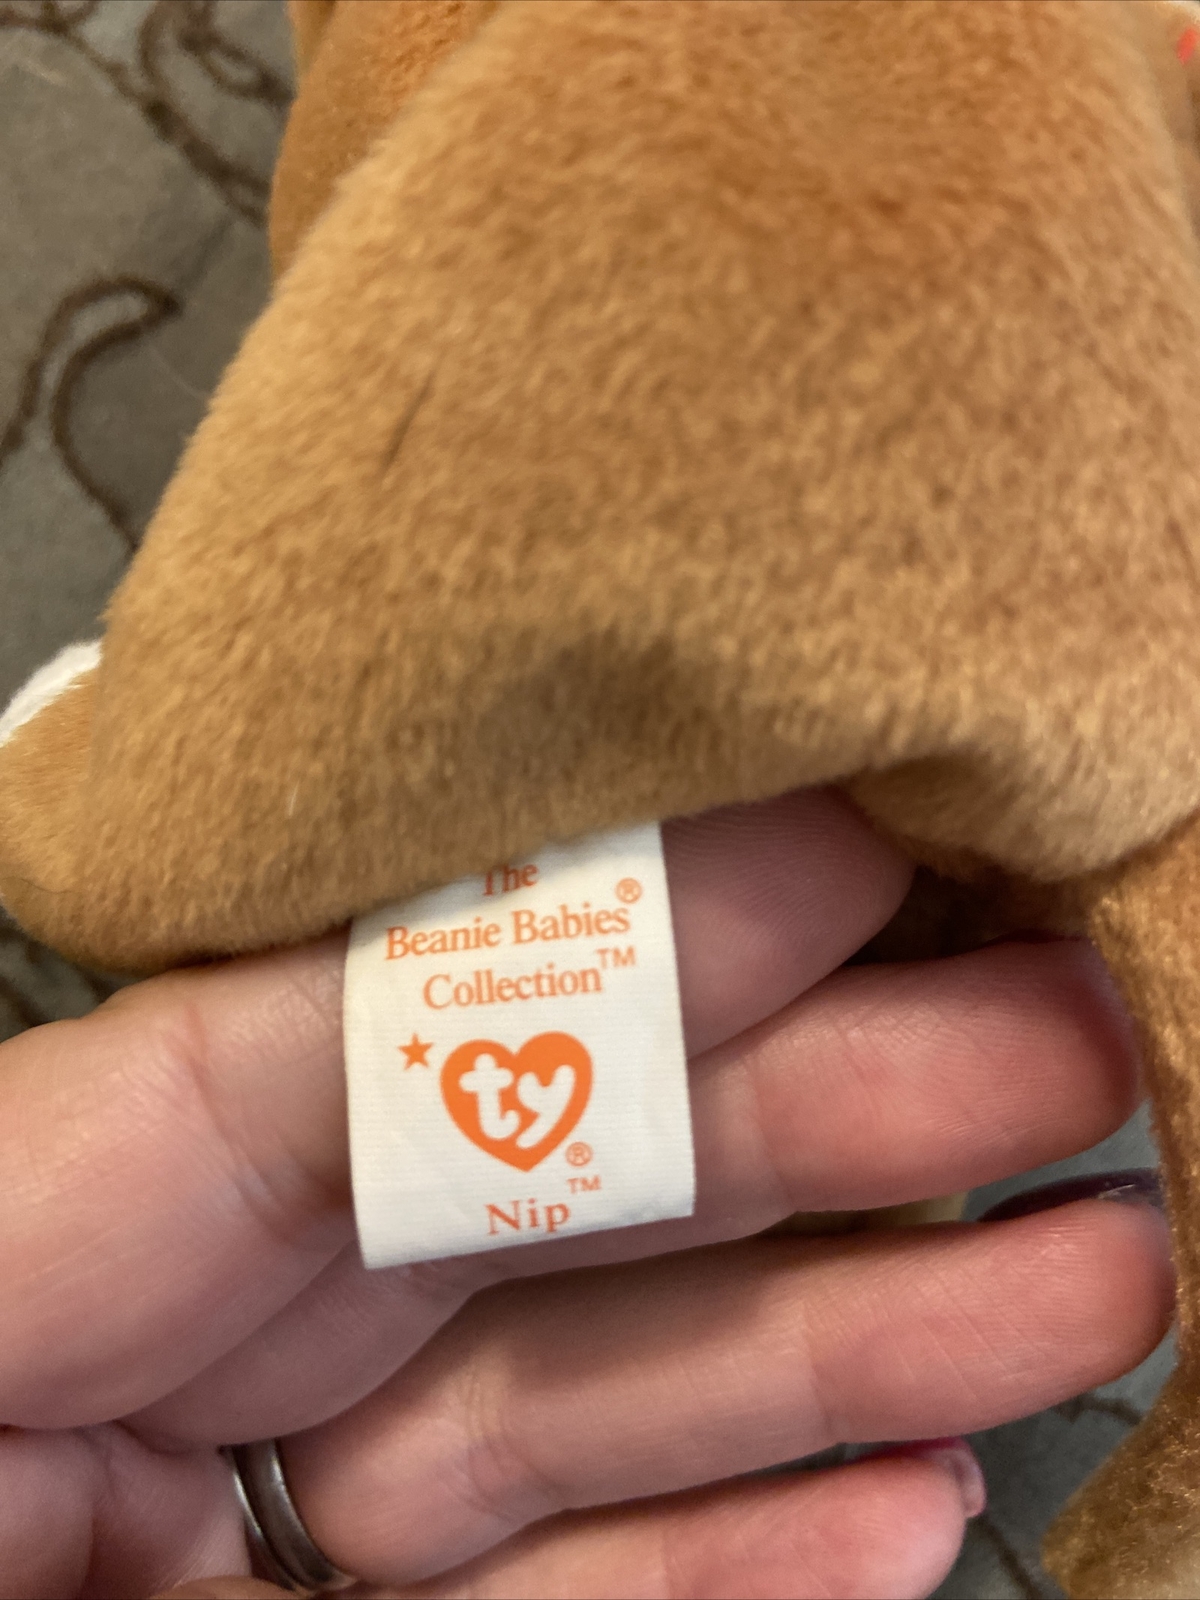 The
Beanie Babies®
Collection™
ty®
Nip™